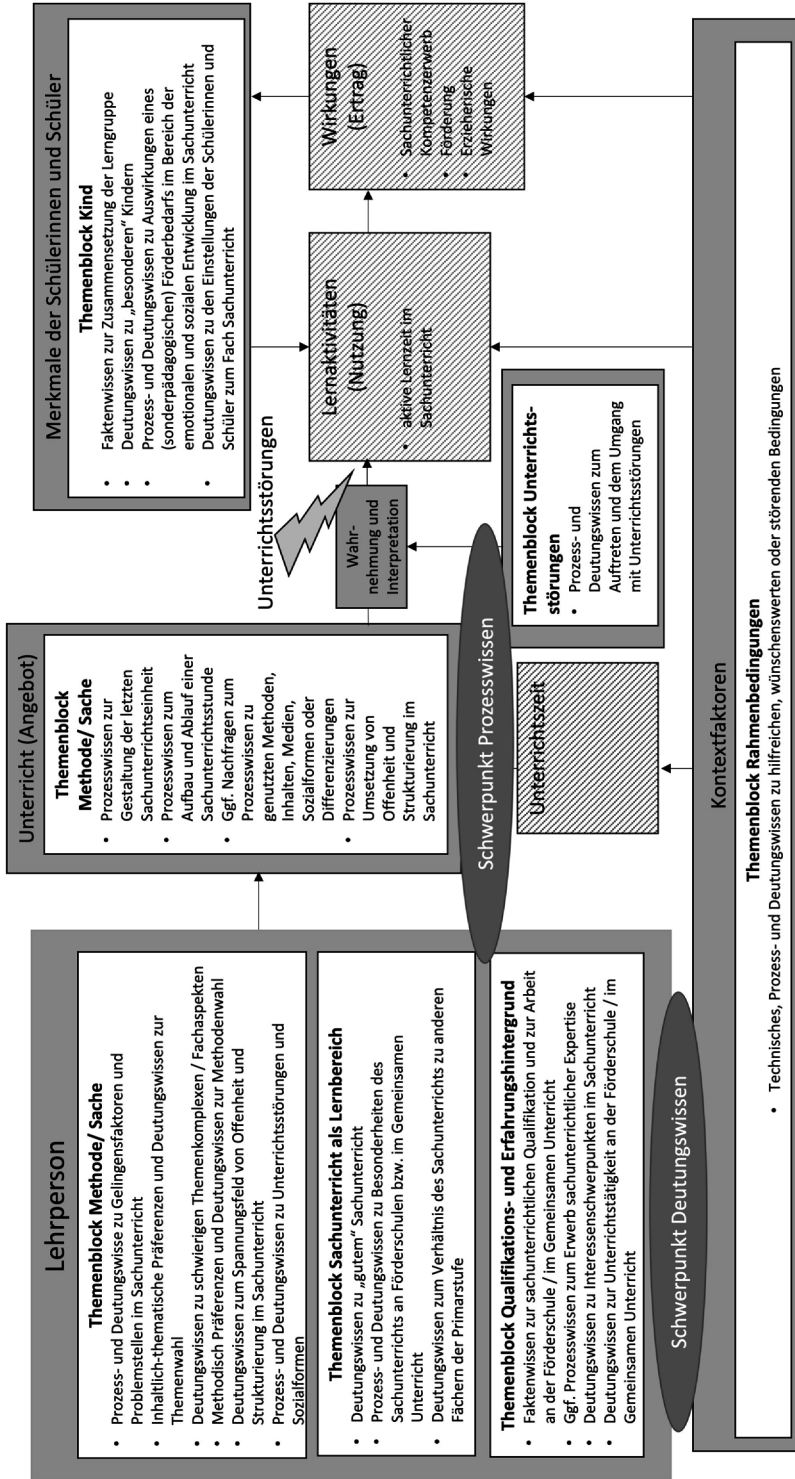 Lehrperson
Themenblock Methode/ Sache
• Prozess- und Deutungswisse zu Gelingensfaktoren und
Problemstellen im Sachunterricht
• Inhaltlich-thematische Präferenzen und Deutungswissen zur
Themenwahl
• Deutungswissen zu schwierigen Themenkomplexen / Fachaspekten
• Methodisch Präferenzen und Deutungswissen zur Methodenwahl
• Deutungswissen zum Spannungsfeld von Offenheit und
Strukturierung im Sachunterricht
• Prozess- und Deutungswissen zu Unterrichtsstörungen und
Sozialformen
Themenblock Sachunterricht als Lernbereich
• Deutungswissen zu „gutem“ Sachunterricht
• Prozess- und Deutungswissen zu Besonderheiten des
Sachunterrichts an Förderschulen bzw. im Gemeinsamen
Unterricht
• Deutungswissen zum Verhältnis des Sachunterrichts zu anderen
Fächern der Primarstufe
Themenblock Qualifikations- und Erfahrungshintergrund
• Faktenwissen zur sachunterrichtlichen Qualifikation und zur Arbeit
an der Förderschule / im Gemeinsamen Unterricht
• Ggf. Prozesswissen zum Erwerb sachunterrichtlicher Expertise
• Deutungswissen zu Interessenschwerpunkten im Sachunterricht
• Deutungswissen zur Unterrichtstätigkeit an der Förderschule / im
Gemeinsamen Unterricht
Schwerpunkt Deutungswissen
Unterricht (Angebot)
Themenblock
Methode/ Sache
• Prozesswissen zur
Gestaltung der letzten
Sachunterrichtseinheit
• Prozesswissen zum
Aufbau und Ablauf einer
Sachunterrichtsstunde
• Ggf. Nachfragen zum
Prozesswissen zu
genutzten Methoden,
Inhalten, Medien,
Sozialformen oder
Differenzierungen
• Prozesswissen zur
Umsetzung von
Offenheit und
Strukturierung im
Sachunterricht
Schwerpunkt Prozesswissen
Unterrichtszeit
Unterrichtsstörungen
Wahr-
nehmung und
Interpretation
Themenblock Unterrichts-
störungen
• Prozess- und
Deutungswissen zum
Auftreten und dem Umgang
mit Unterrichtsstörungen
Merkmale der Schülerinnen und Schüler
Themenblock Kind
• Faktenwissen zur Zusammensetzung der Lerngruppe
• Deutungswissen zu „besonderen“ Kindern
• Prozess- und Deutungswissen zu Auswirkungen eines
(sonderpädagogischen) Förderbedarfs im Bereich der
emotionalen und sozialen Entwicklung im Sachunterricht
• Deutungswissen zu den Einstellungen der Schülerinnen und
Schüler zum Fach Sachunterricht
Lernaktivitäten
(Nutzung)
• aktive Lernzeit im
Sachunterricht
Wirkungen
(Ertrag)
• Sachunterrichtlicher
Kompetenzerwerb
• Förderung
• Erzieherische
Wirkungen
Kontextfaktoren
Themenblock Rahmenbedingungen
• Technisches, Prozess- und Deutungswissen zu hilfreichen, wünschenswerten oder störenden Bedingungen